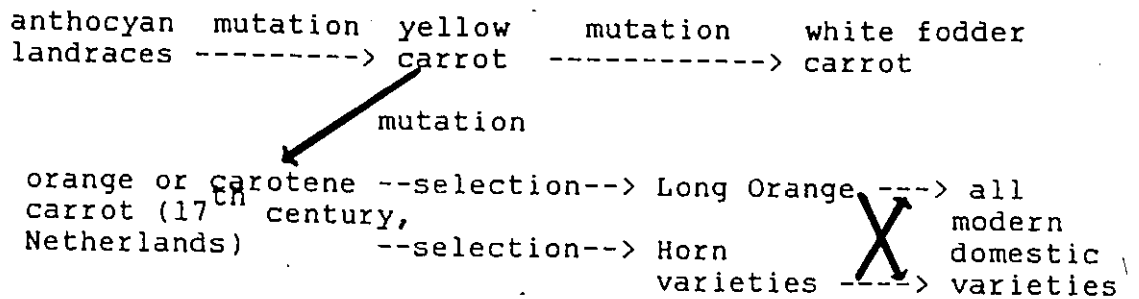 anthocyan mutation yellow mutation white fodder
landraces ---------> carrot ------------> carrot
mutation
orange or carotene --selection--> Long Orange ---> all
carrot (17th century, modern
Netherlands) --selection--> Horn domestic
varieties ----> varieties